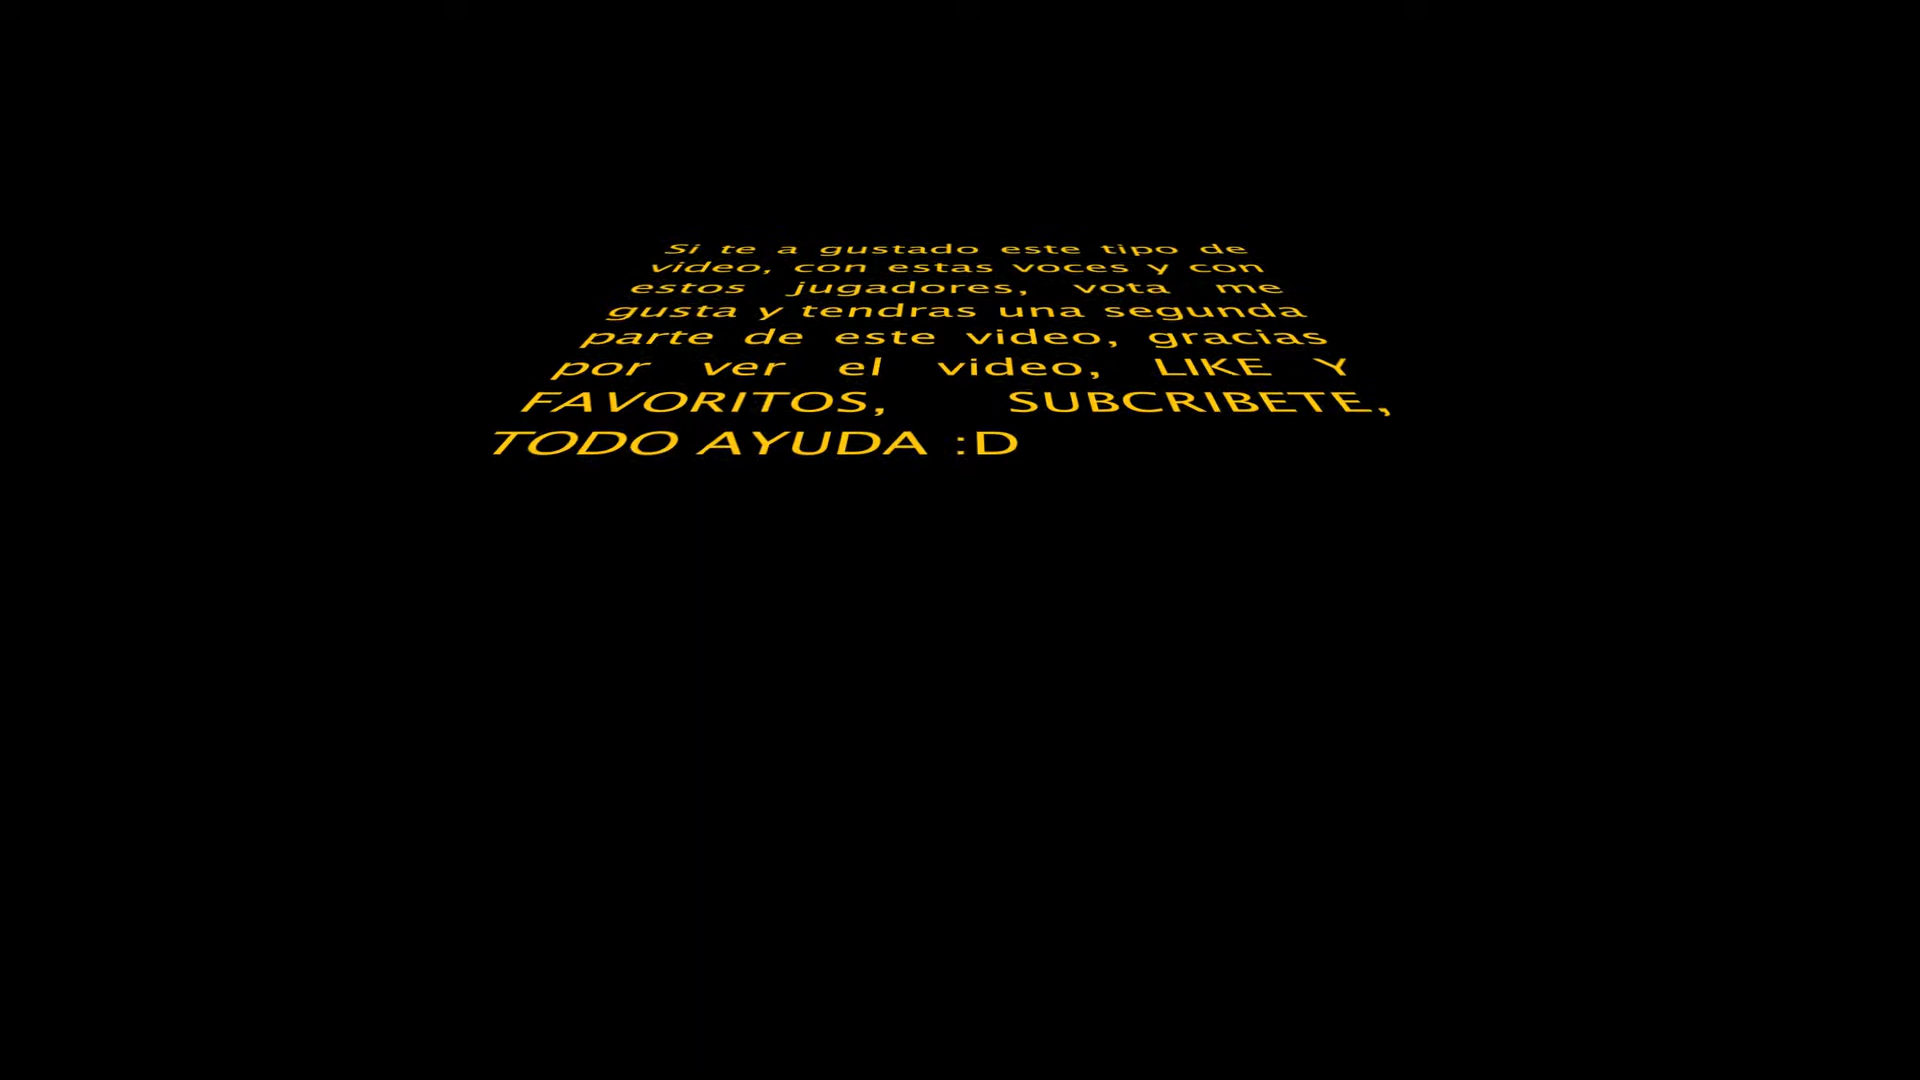 Si te a gustado este tipo de
video, con estas voces y con
estos jugadores, vota me
gusta y tendras una segunda
parte de este video, gracias
por ver el video, LIKE Y
FAVORITOS, SUBCRIBETE,
TODO AYUDA :D